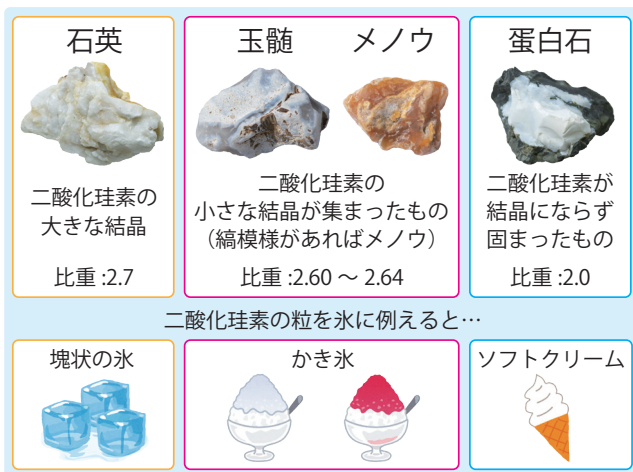 石英
二酸化珪素の
大きな結晶
比重 :2.7
玉髄 メノウ
二酸化珪素の
小さな結晶が集まったもの
（縞模様があればメノウ）
比重 :2.60 ～ 2.64
蛋白石
二酸化珪素が
結晶にならず
固まったもの
比重 :2.0
二酸化珪素の粒を氷に例えると…
塊状の氷
かき氷
ソフトクリーム